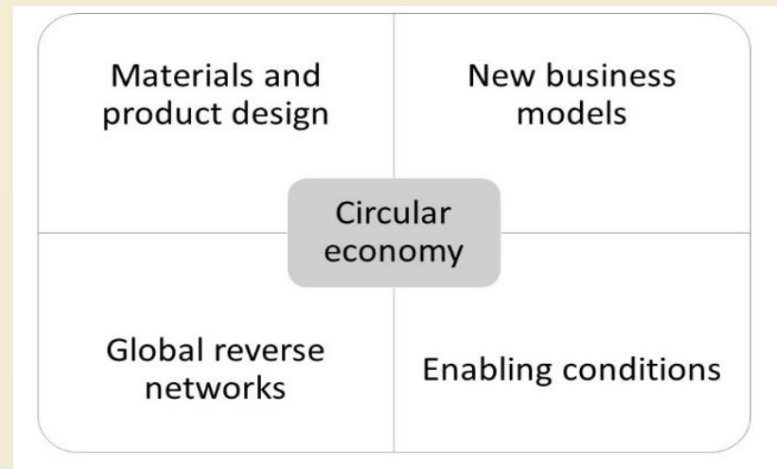 Materials and
product design
New business
models
Circular
economy
Global reverse
networks
Enabling conditions